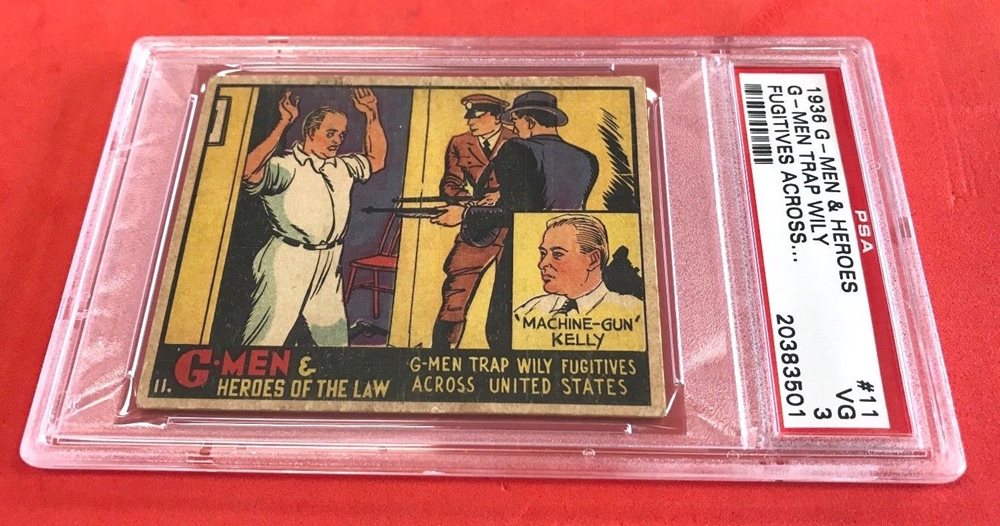 'MACHINE-GUN'
KELLY
11.
G-MEN &
HEROES OF THE LAW
G-MEN TRAP WILY FUGITIVES
ACROSS UNITED STATES
PSA
1936 G - MEN & HEROES
G-MEN TRAP WILY
FUGITIVES ACROSS...
#11
VG
3
20383501